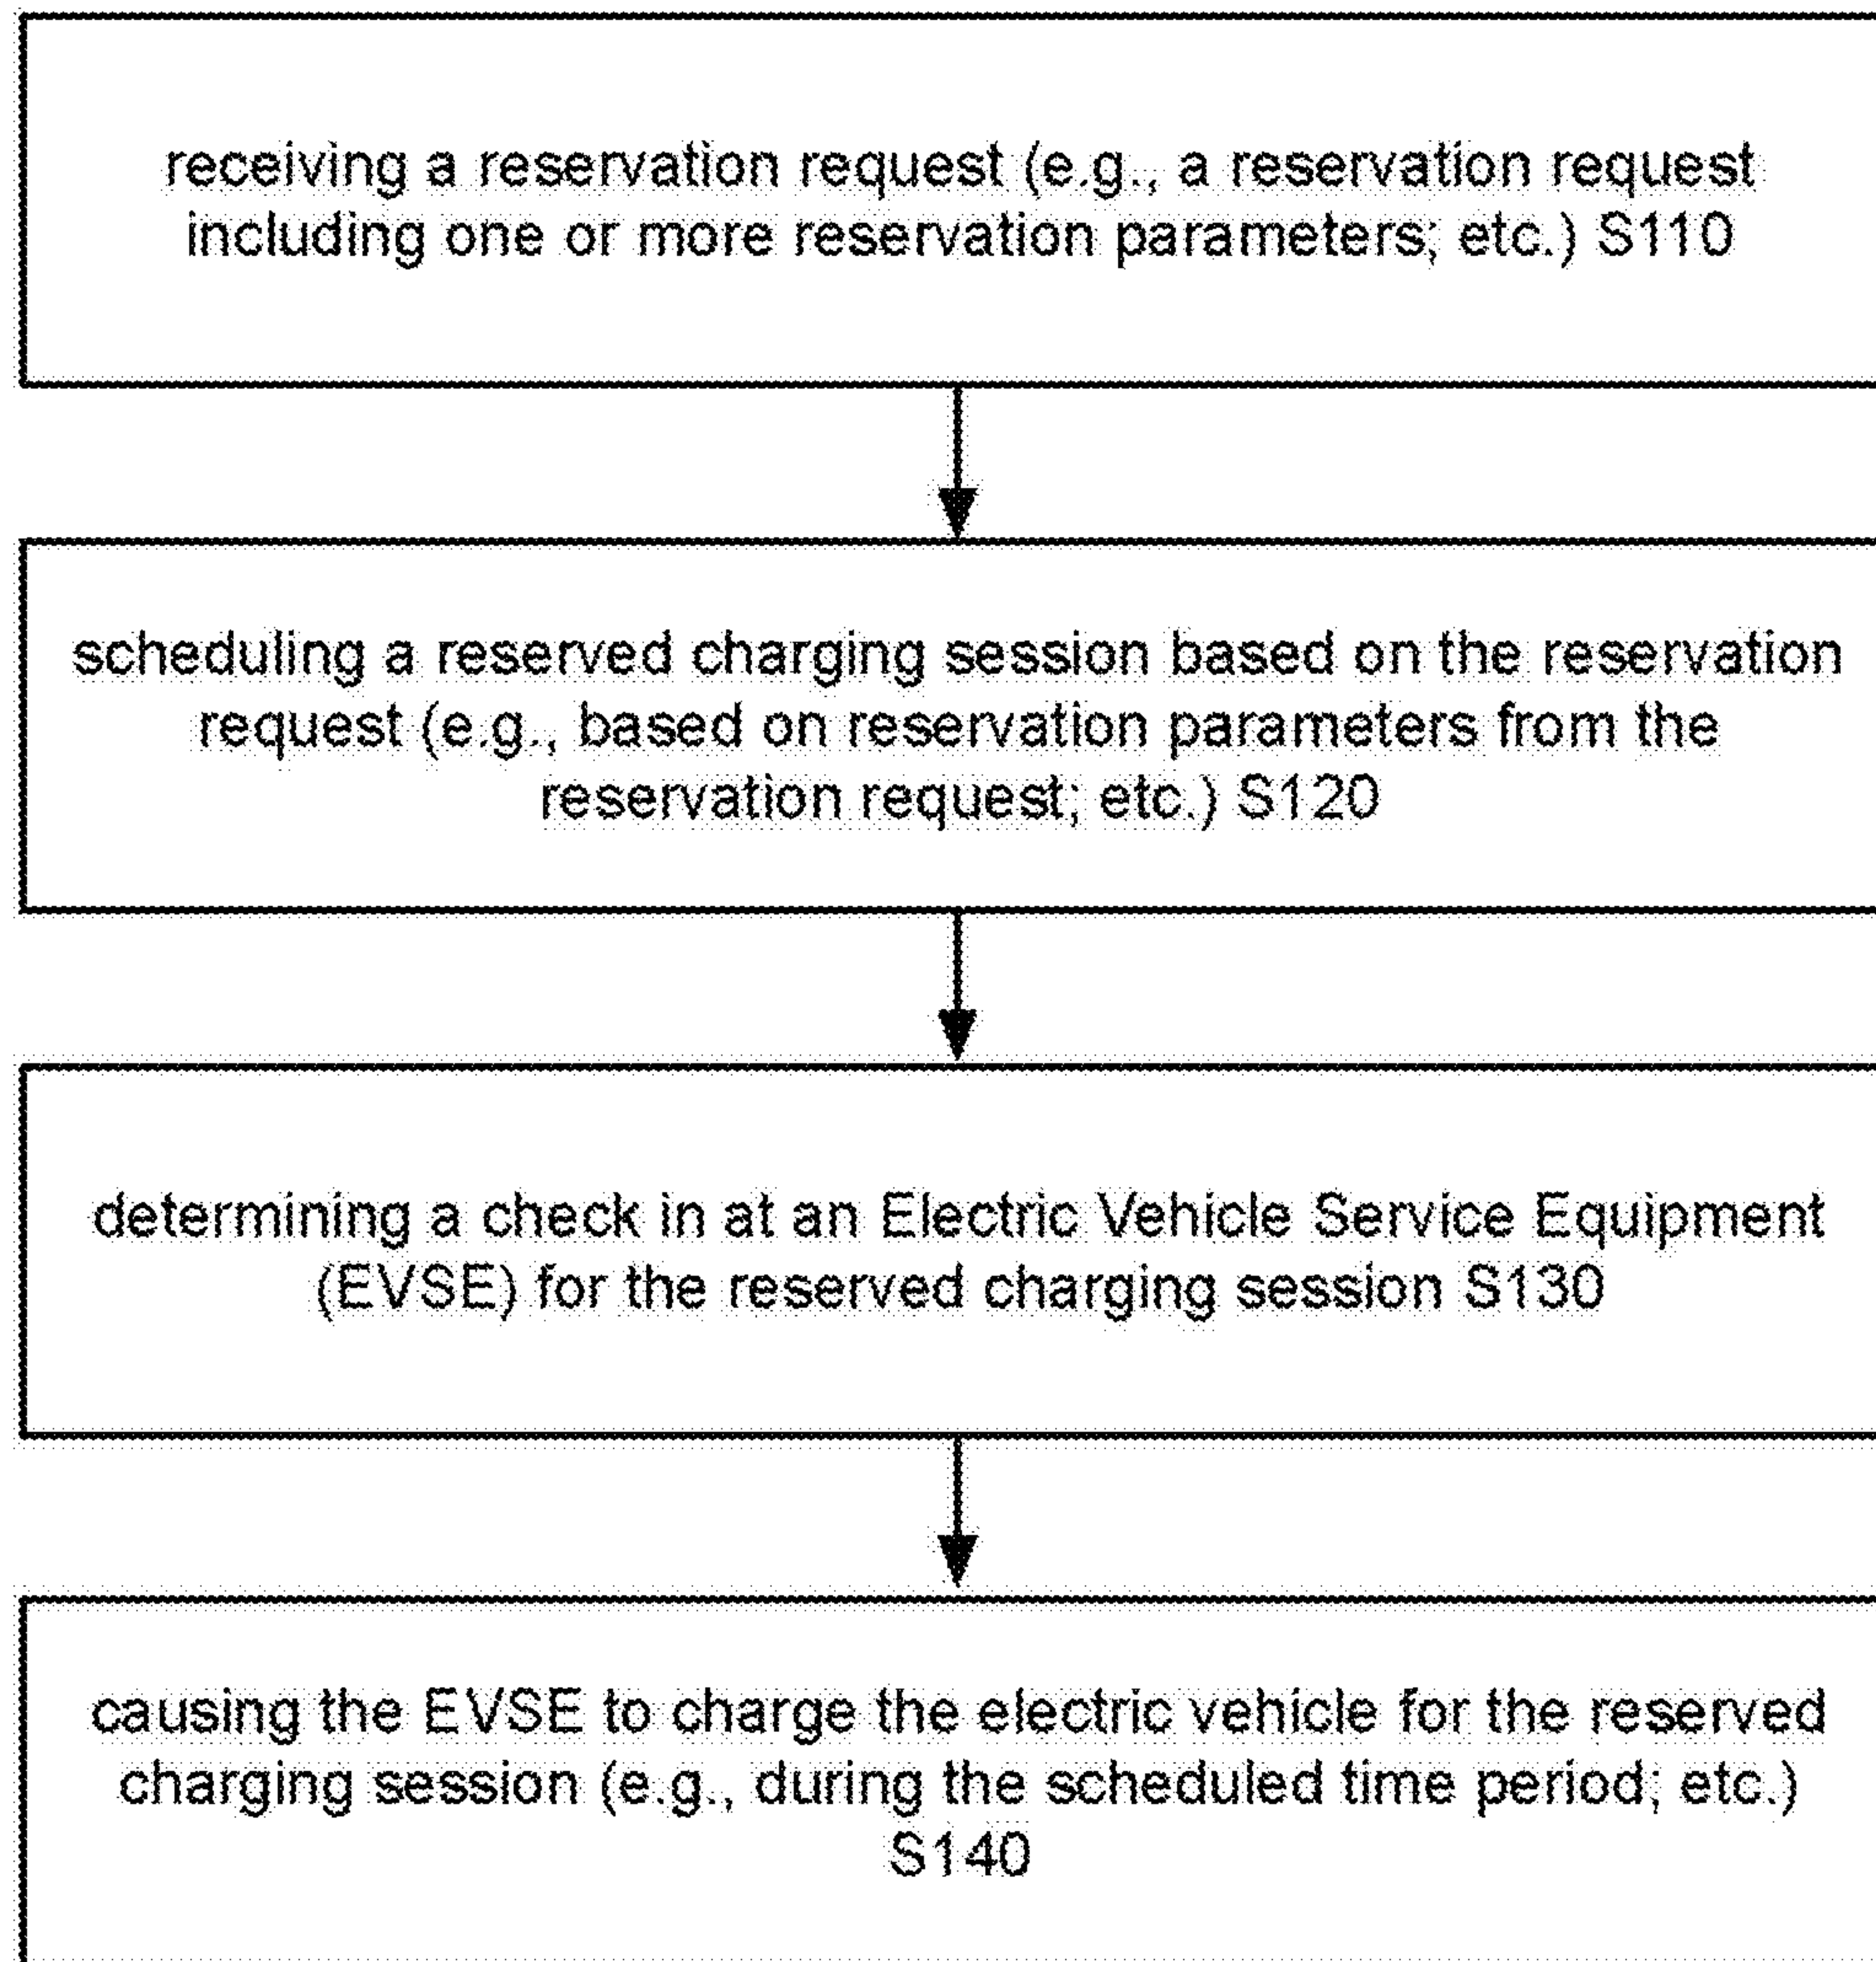 receiving a reservation request (e.g., a reservation request
including one or more reservation parameters; etc.) S110
scheduling a reserved charging session based on the reservation
request (e.g., based on reservation parameters from the
reservation request; etc.) S120
determining a check in at an Electric Vehicle Service Equipment
(EVSE) for the reserved charging session S130
causing the EVSE to charge the electric vehicle for the reserved
charging session (e.g., during the scheduled time period; etc.)
S140